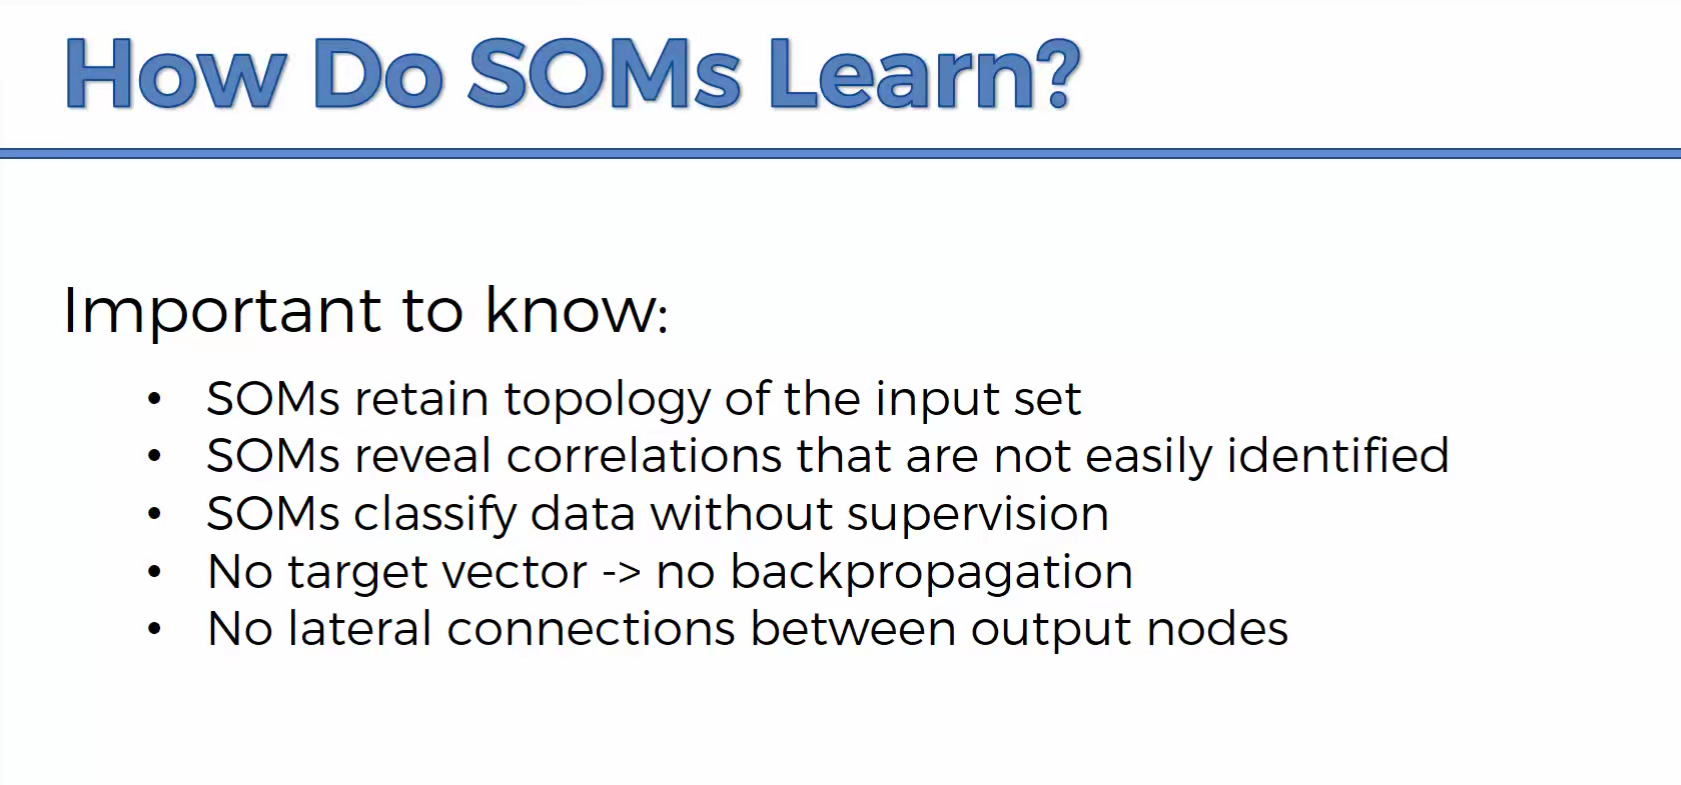 How Do SOMs Learn?
Important to know:
• SOMs retain topology of the input set
• SOMs reveal correlations that are not easily identified
• SOMs classify data without supervision
• No target vector -> no backpropagation
• No lateral connections between output nodes